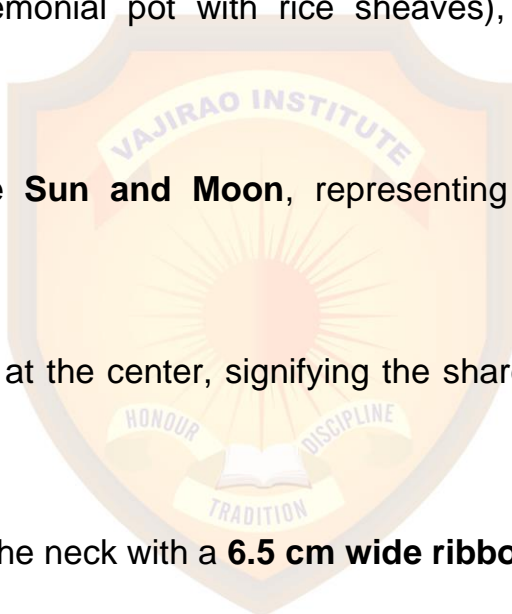 emonial pot with rice sheaves),
VAJIRAO INSTITUTE
Sun and Moon, representing
at the center, signifying the share
HONOUR
DISCIPLINE
TRADITION
he neck with a 6.5 cm wide ribbo